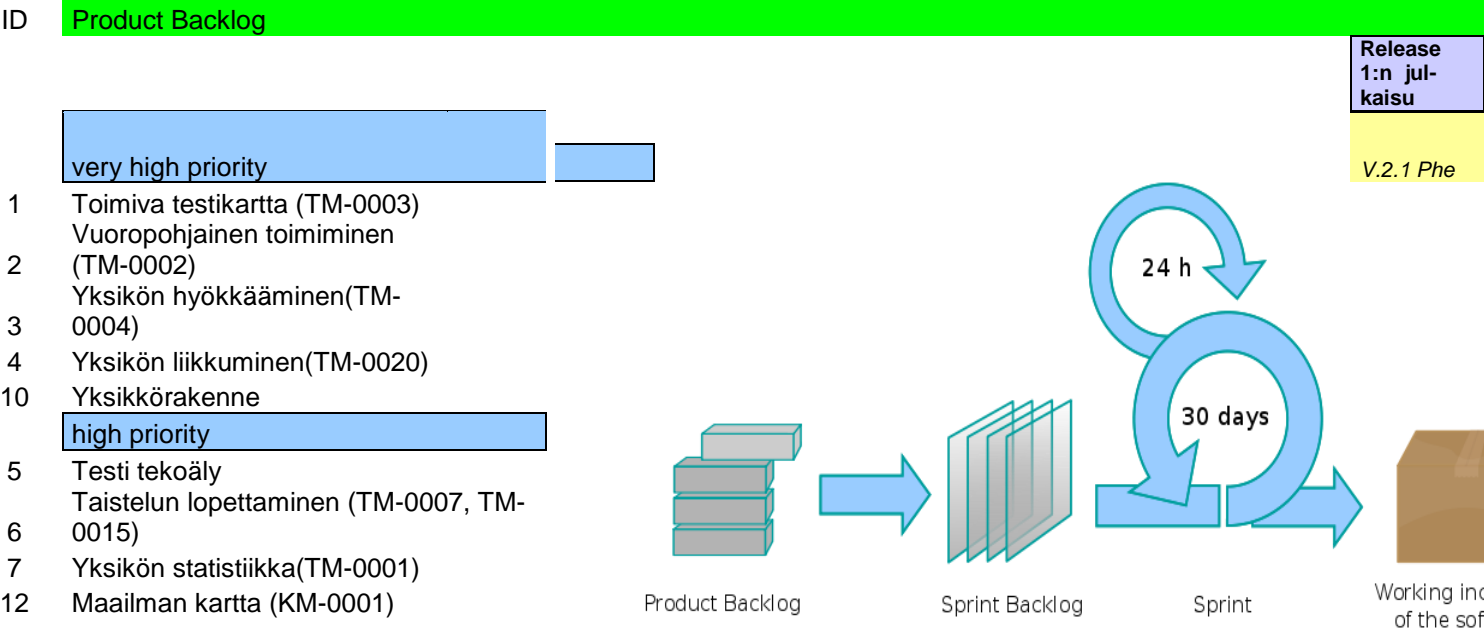 ID Product Backlog
Release
1:n jul-
kaisu
very high priority
V.2.1 Phe
1 Toimiva testikartta (TM-0003)
Vuoropohjainen toimiminen
2 (TM-0002)
Yksikön hyökkääminen(TM-
3 0004)
4 Yksikön liikkuminen(TM-0020)
10 Yksikkörakenne
high priority
5 Testi tekoäly
Taistelun lopettaminen (TM-0007, TM-
6 0015)
7 Yksikön statistiikka(TM-0001)
12 Maailman kartta (KM-0001)
24 h
30 days
Product Backlog
Sprint Backlog
Sprint
Working
of the